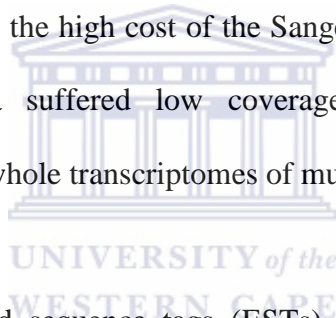 the high cost of the Sange
suffered low coverage
whole transcriptomes of mu
UNIVERSITY of the
d sequence tags (ESTs)
WESTERN CAPE